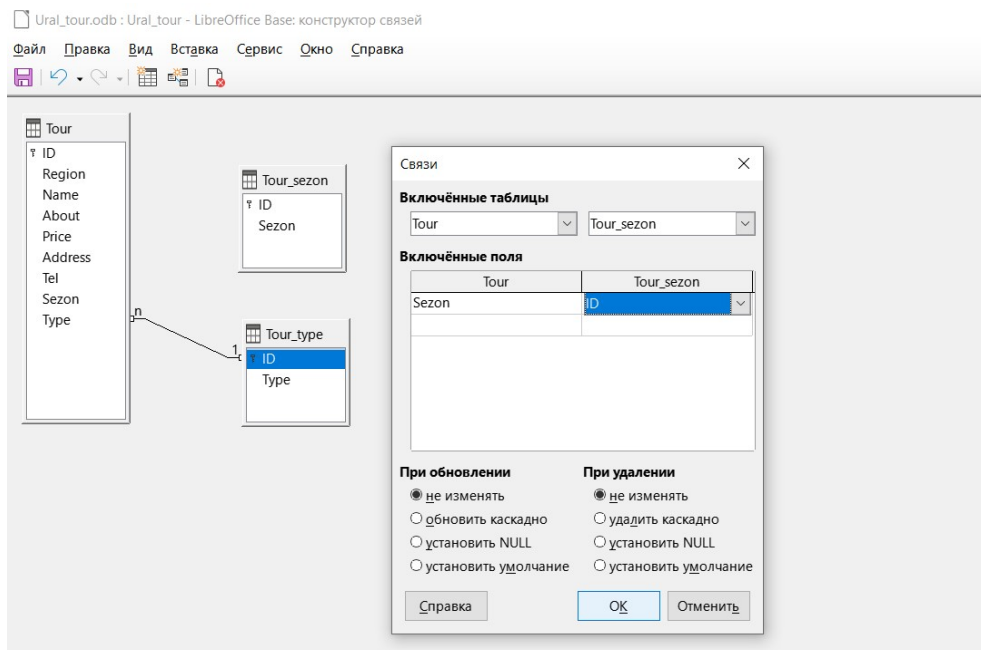 Ural_tour.odb : Ural_tour - LibreOffice Base: конструктор связей
Файл Правка Вид Вставка Сервис Окно Справка
Tour
ID
Region
Name
About
Price
Address
Tel
Sezon
Type
Tour_sezon
ID
Sezon
n
1
Tour_type
ID
Type
Связи
Включённые таблицы
Tour Tour_sezon
Включённые поля
Tour Tour_sezon
Sezon ID
При обновлении При удалении
не изменять не изменять
обновить каскадно удалить каскадно
установить NULL установить NULL
установить умолчание установить умолчание
Справка OK Отменить